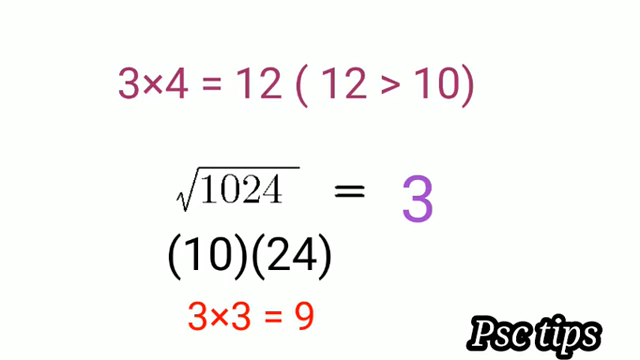 3×4 = 12 ( 12 > 10)
√1024 = 3
(10)(24)
3×3 = 9
Psc tips